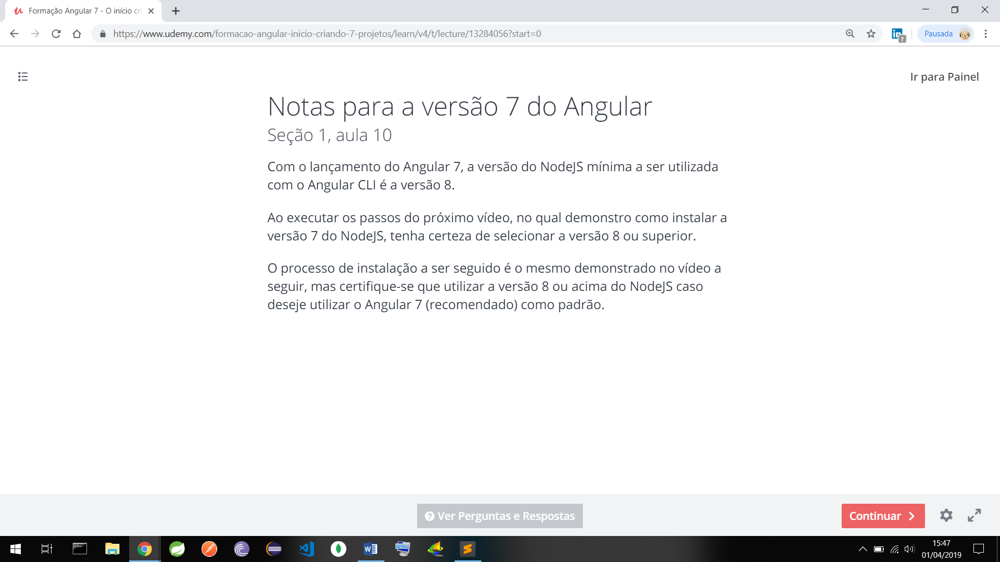 Formação Angular 7 - O início cri
https://www.udemy.com/formacao-angular-inicio-criando-7-projetos/learn/v4/t/lecture/13284056?start=0
Pausada
Ir para Painel
Notas para a versão 7 do Angular
Seção 1, aula 10
Com o lançamento do Angular 7, a versão do NodeJS mínima a ser utilizada
com o Angular CLI é a versão 8.
Ao executar os passos do próximo vídeo, no qual demonstro como instalar a
versão 7 do NodeJS, tenha certeza de selecionar a versão 8 ou superior.
O processo de instalação a ser seguido é o mesmo demonstrado no vídeo a
seguir, mas certifique-se que utilizar a versão 8 ou acima do NodeJS caso
deseje utilizar o Angular 7 (recomendado) como padrão.
Ver Perguntas e Respostas
Continuar
15:47
01/04/2019